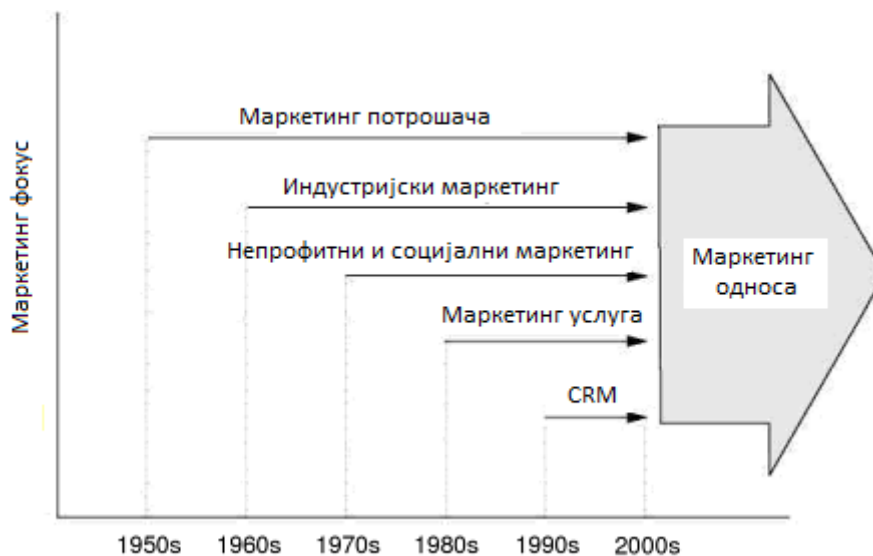 Маркетинг фокус
Маркетинг потрошача
Индустријски маркетинг
Непрофитни и социјални маркетинг
Маркетинг услуга
CRM
Маркетинг
односа
1950s 1960s 1970s 1980s 1990s 2000s